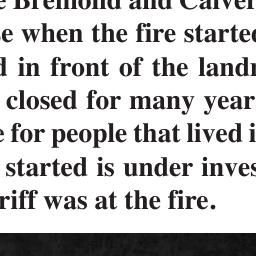 Bremond and Calver
e when the fire started
d in front of the landr
closed for many year
e for people that lived i
started is under inves
riff was at the fire.